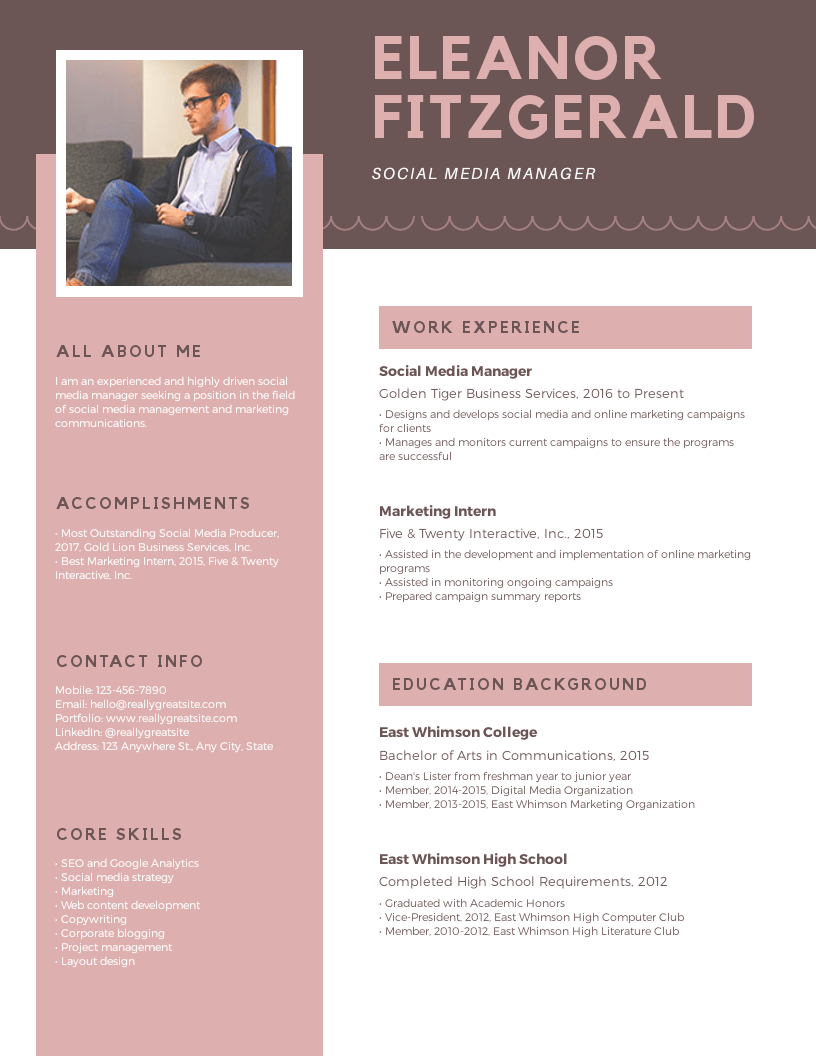 ELEANOR
FITZGERALD
SOCIAL MEDIA MANAGER
ALL ABOUT ME
I am an experienced and highly driven social
media manager seeking a position in the field
of social media management and marketing
communications.
ACCOMPLISHMENTS
• Most Outstanding Social Media Producer,
2017, Gold Lion Business Services, Inc.
• Best Marketing Intern, 2015, Five & Twenty
Interactive, Inc.
CONTACT INFO
Mobile: 123-456-7890
Email: hello@reallygreatsite.com
Portfolio: www.reallygreatsite.com
LinkedIn: @reallygreatsite
Address: 123 Anywhere St., Any City, State
CORE SKILLS
• SEO and Google Analytics
• Social media strategy
• Marketing
• Web content development
• Copywriting
• Corporate blogging
• Project management
• Layout design
WORK EXPERIENCE
Social Media Manager
Golden Tiger Business Services, 2016 to Present
• Designs and develops social media and online marketing campaigns
for clients
• Manages and monitors current campaigns to ensure the programs
are successful
Marketing Intern
Five & Twenty Interactive, Inc., 2015
• Assisted in the development and implementation of online marketing
programs
• Assisted in monitoring ongoing campaigns
• Prepared campaign summary reports
EDUCATION BACKGROUND
East Whimson College
Bachelor of Arts in Communications, 2015
• Dean's Lister from freshman year to junior year
• Member, 2014-2015, Digital Media Organization
• Member, 2013-2015, East Whimson Marketing Organization
East Whimson High School
Completed High School Requirements, 2012
• Graduated with Academic Honors
• Vice-President, 2012, East Whimson High Computer Club
• Member, 2010-2012, East Whimson High Literature Club